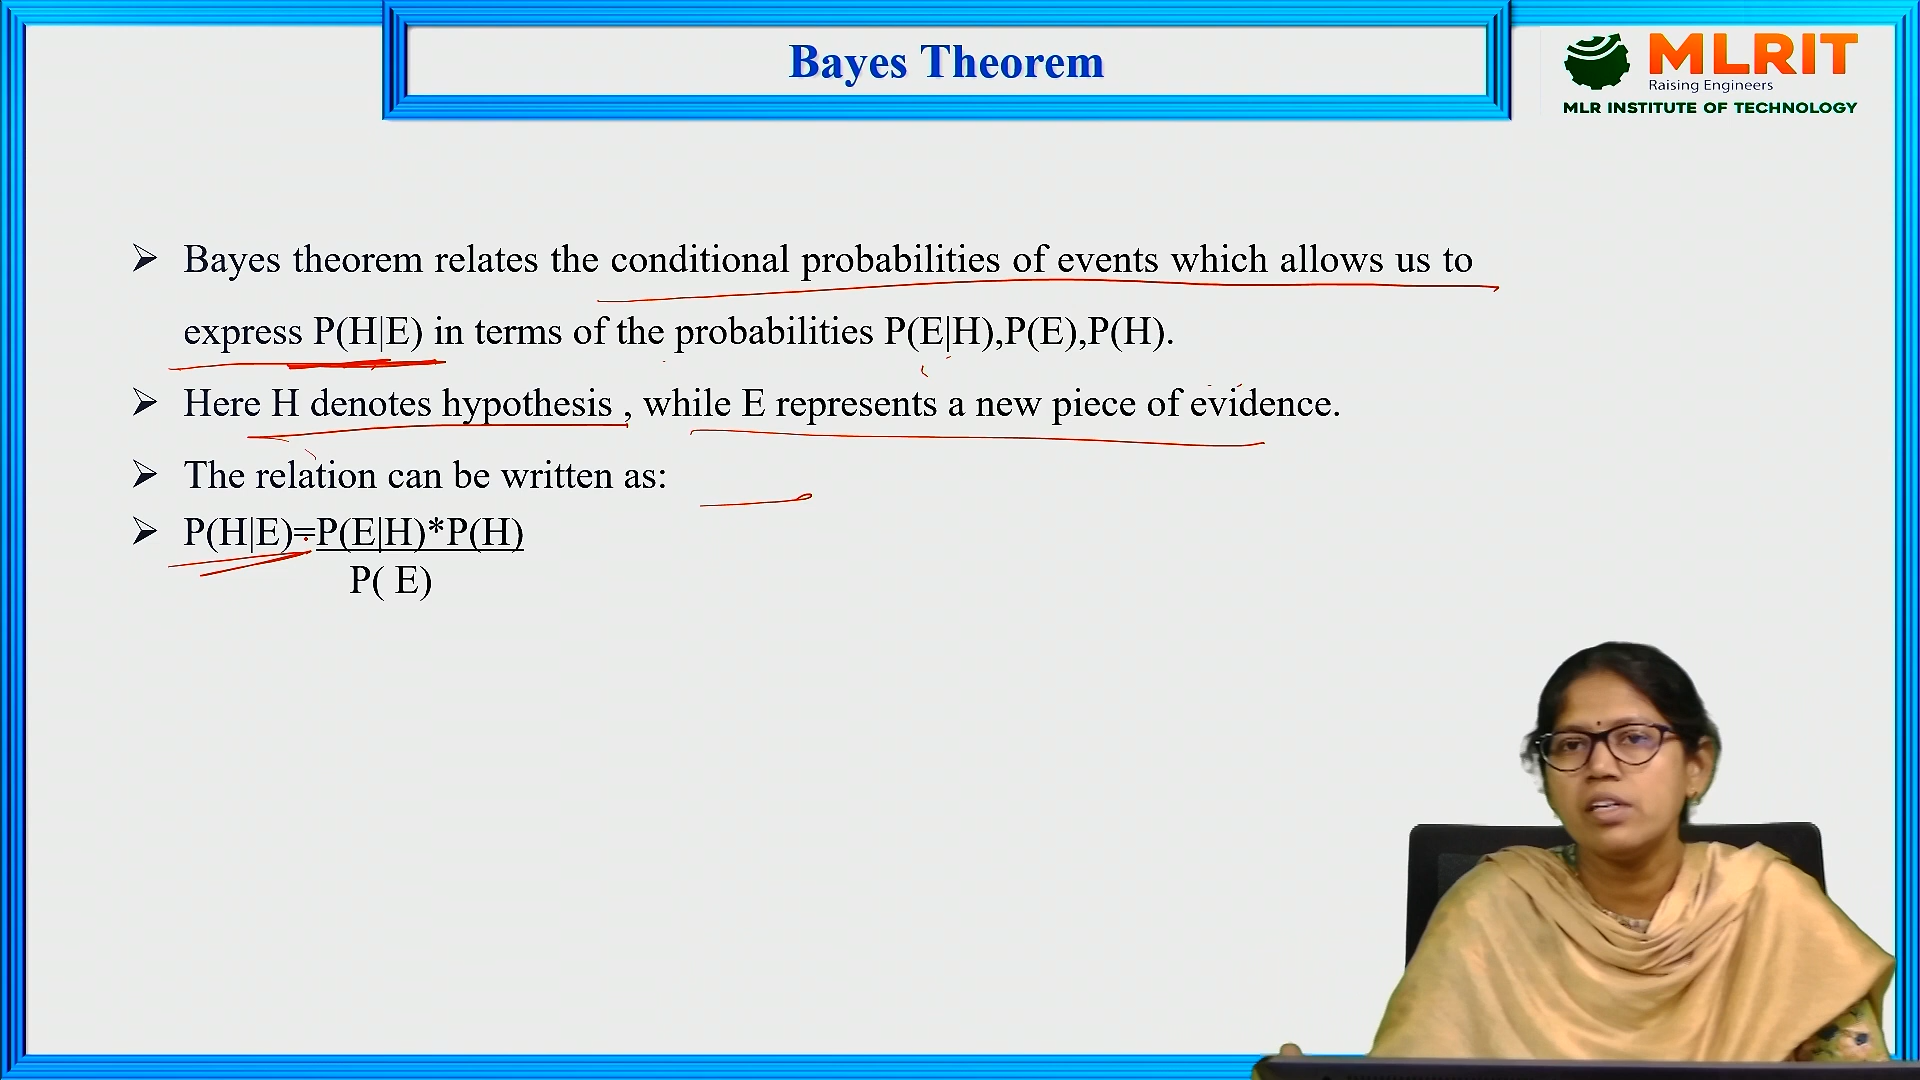 Bayes Theorem
MLRIT
Raising Engineers
MLR INSTITUTE OF TECHNOLOGY
➢ Bayes theorem relates the conditional probabilities of events which allows us to
express P(H|E) in terms of the probabilities P(E|H),P(E),P(H).
➢ Here H denotes hypothesis , while E represents a new piece of evidence.
➢ The relation can be written as:
➢ P(H|E)=P(E|H)*P(H)
P( E)